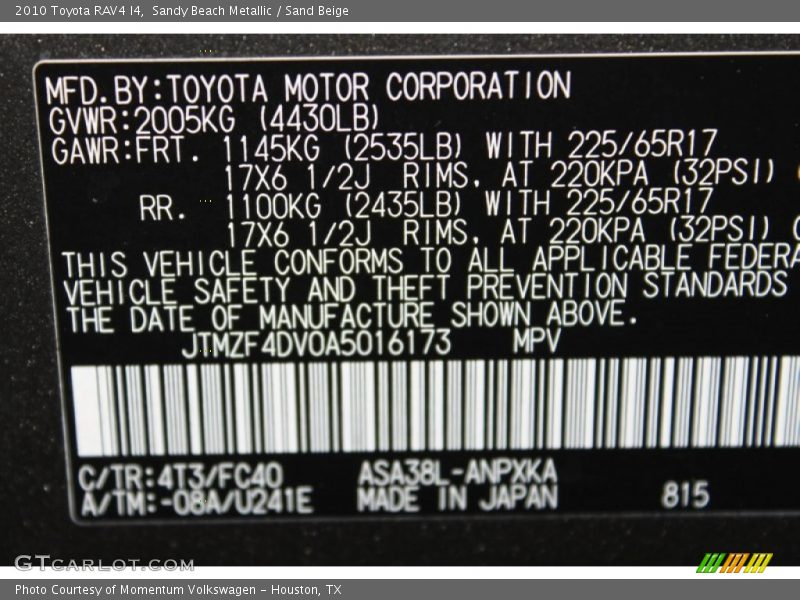 2010 Toyota RAV4 I4,  Sandy Beach Metallic / Sand Beige
MFD.BY:TOYOTA MOTOR CORPORATION
GVWR:2005KG (4430LB)
GAWR:FRT. 1145KG (2535LB) WITH 225/65R17
17X6 1/2J RIMS, AT 220KPA (32PSI)
RR. 1100KG (2435LB) WITH 225/65R17
17X6 1/2J RIMS, AT 220KPA (32PSI)
THIS VEHICLE CONFORMS TO ALL APPLICABLE FEDERA
VEHICLE SAFETY AND THEFT PREVENTION STANDARDS
THE DATE OF MANUFACTURE SHOWN ABOVE.
JTMZF4DV0A5016173 MPV
C/TR:4T3/FC40 ASA38L-ANPXKA
A/TM:-08A/U241E MADE IN JAPAN 815
GTCarLot.com
Photo Courtesy of Momentum Volkswagen - Houston, TX